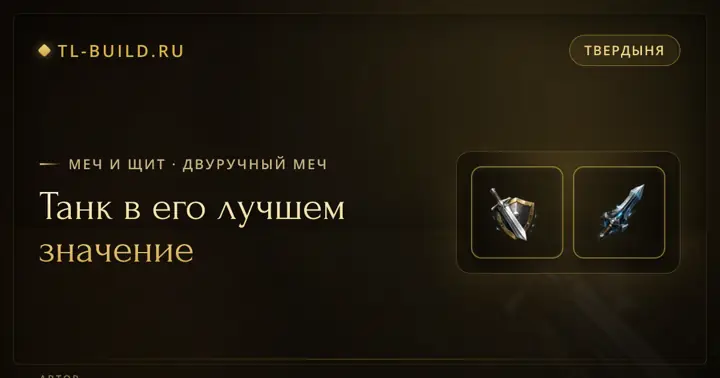 TL-BUILD.RU
ТВЕРДЫНЯ
МЕЧ И ЩИТ · ДВУРУЧНЫЙ МЕЧ
Танк в его лучшем
значение